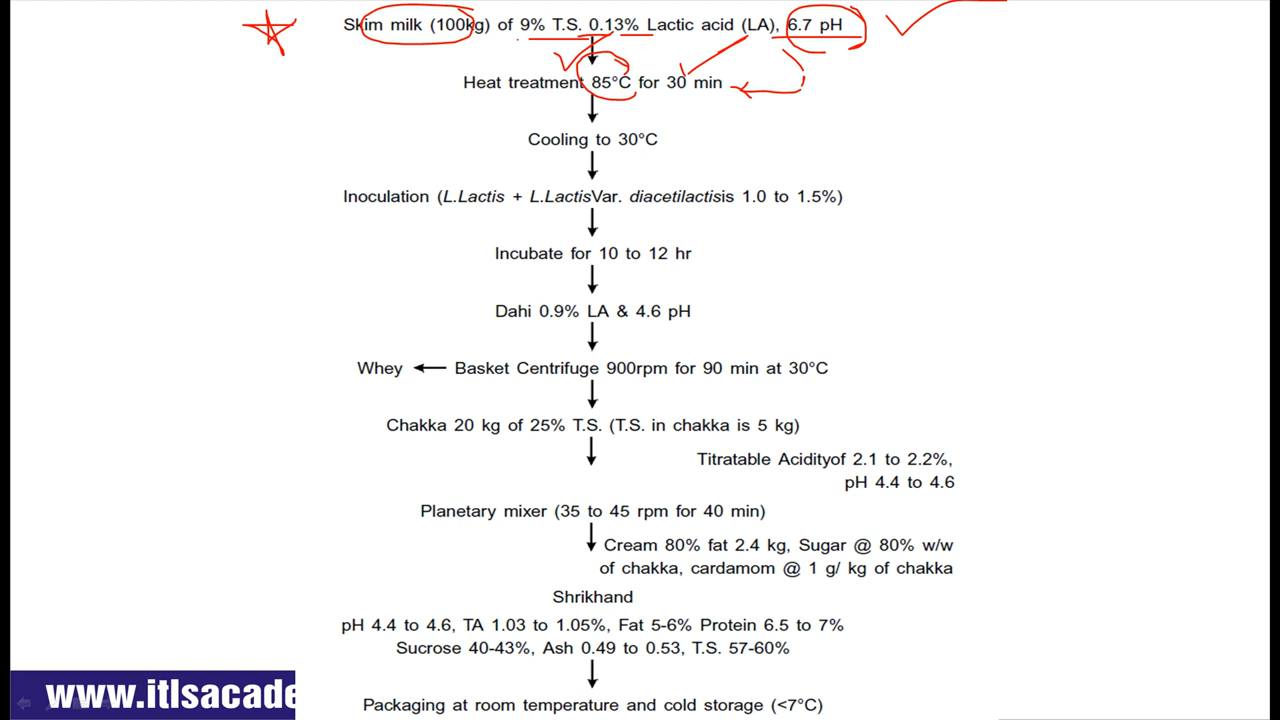 Skim milk (100kg) of 9% T.S. 0.13% Lactic acid (LA), 6.7 pH
Heat treatment 85°C for 30 min
Cooling to 30°C
Inoculation (L.Lactis + L.LactisVar. diacetilactisis 1.0 to 1.5%)
Incubate for 10 to 12 hr
Dahi 0.9% LA & 4.6 pH
Whey Basket Centrifuge 900rpm for 90 min at 30°C
Chakka 20 kg of 25% T.S. (T.S. in chakka is 5 kg)
Titratable Acidityof 2.1 to 2.2%,
pH 4.4 to 4.6
Planetary mixer (35 to 45 rpm for 40 min)
Cream 80% fat 2.4 kg, Sugar @ 80% w/w
of chakka, cardamom @ 1 g/ kg of chakka
Shrikhand
pH 4.4 to 4.6, TA 1.03 to 1.05%, Fat 5-6% Protein 6.5 to 7%
Sucrose 40-43%, Ash 0.49 to 0.53, T.S. 57-60%
www.itlsacade
Packaging at room temperature and cold storage (<7°C)